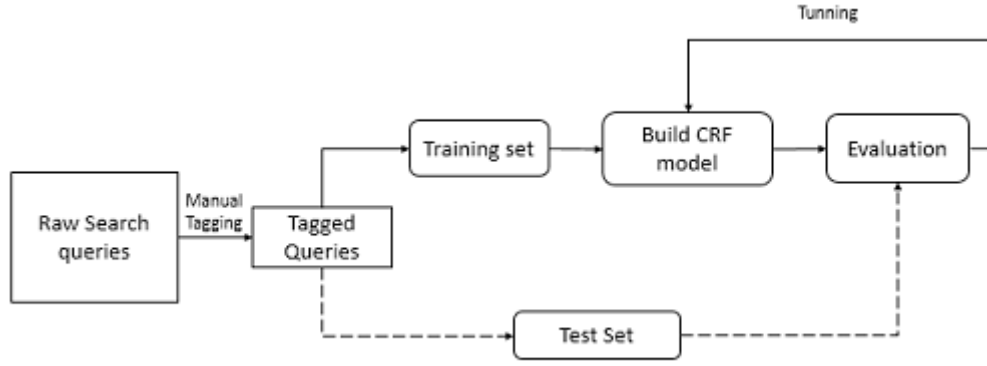 Tunning
Training set
Build CRF
model
Evaluation
Raw Search
queries
Manual
Tagging
Tagged
Queries
Test Set